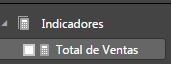 Indicadores
Total de Ventas